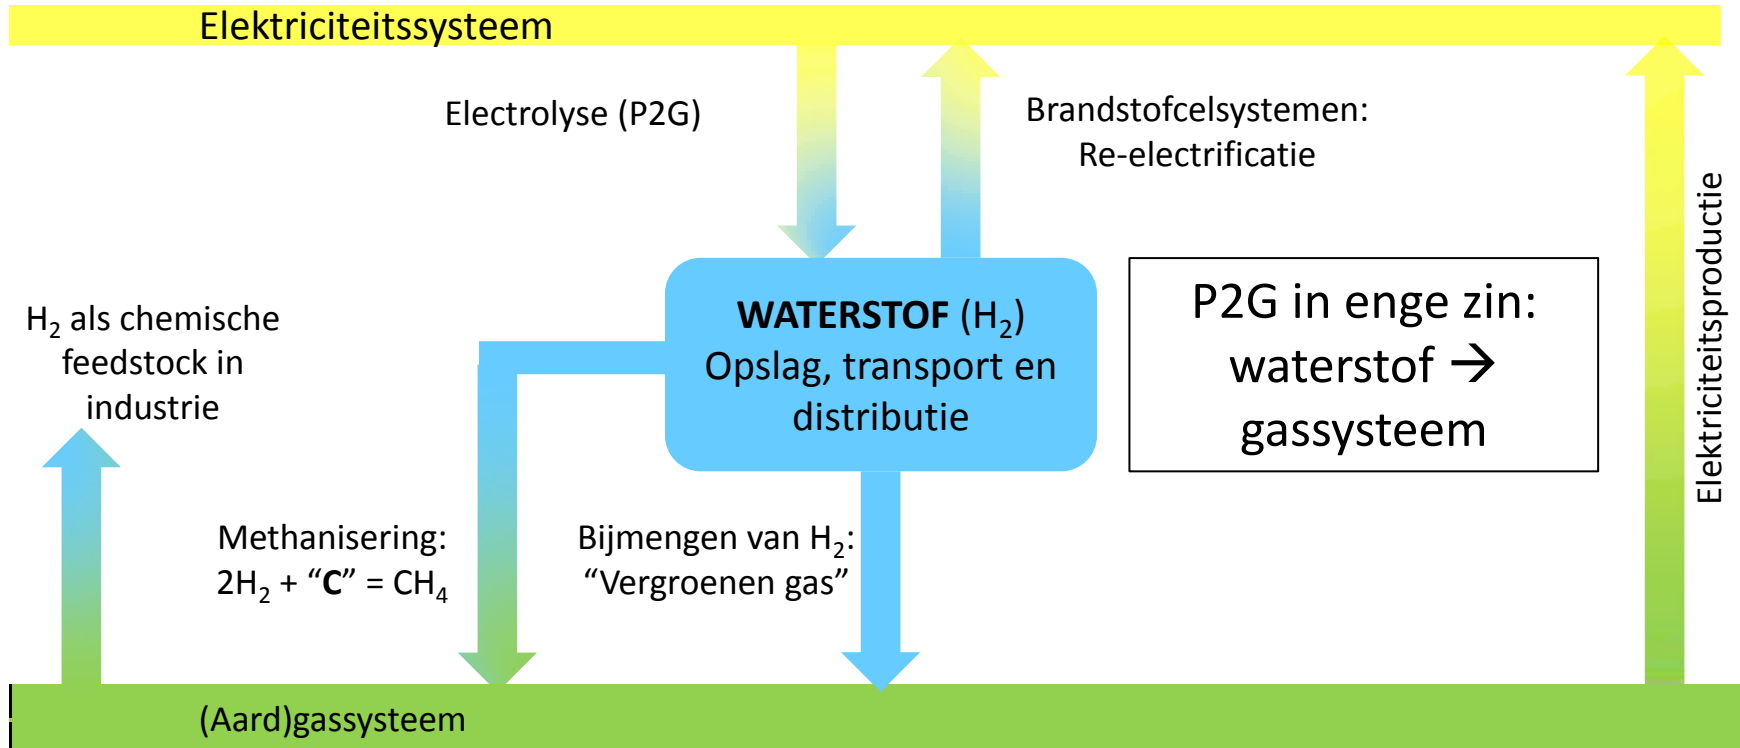 Elektriciteitssysteem
Electrolyse (P2G)
Brandstofcelsystemen:
Re-electrificatie
Elektriciteitsproductie
H₂ als chemische
feedstock in
industrie
WATERSTOF (H₂)
Opslag, transport en
distributie
P2G in enge zin:
waterstof →
gassysteem
Methanisering:
2H₂ + “C” = CH₄
Bijmengen van H₂:
“Vergroenen gas”
(Aard)gassysteem